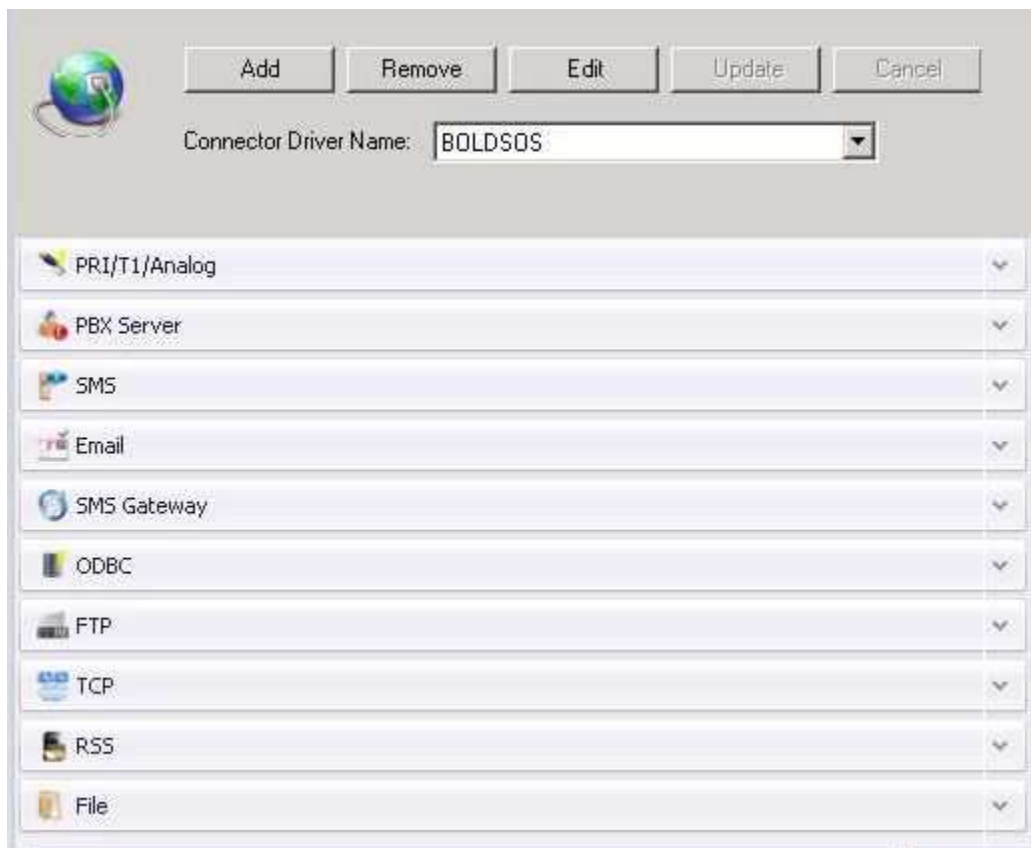 Add Remove Edit Update Cancel
Connector Driver Name: BOLDSOS
PRI/T1/Analog
PBX Server
SMS
Email
SMS Gateway
ODBC
FTP
TCP
RSS
File